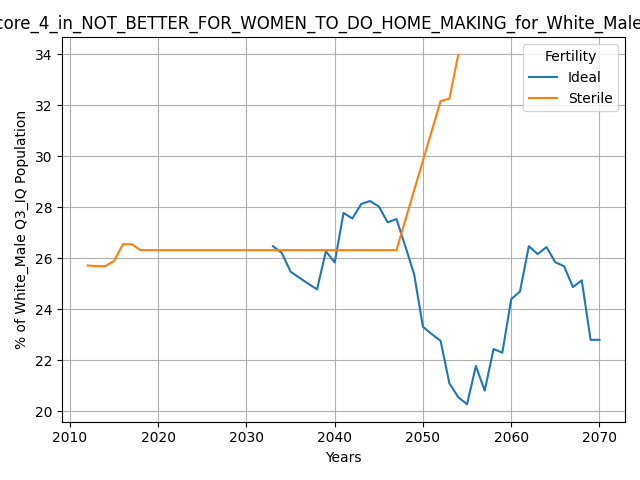 core_4_in_NOT_BETTER_FOR_WOMEN_TO_DO_HOME_MAKING_for_White_Male
34
32
30
28
26
24
22
20
% of White_Male Q3_IQ Population
Fertility
Ideal
Sterile
2010 2020 2030 2040 2050 2060 2070
Years